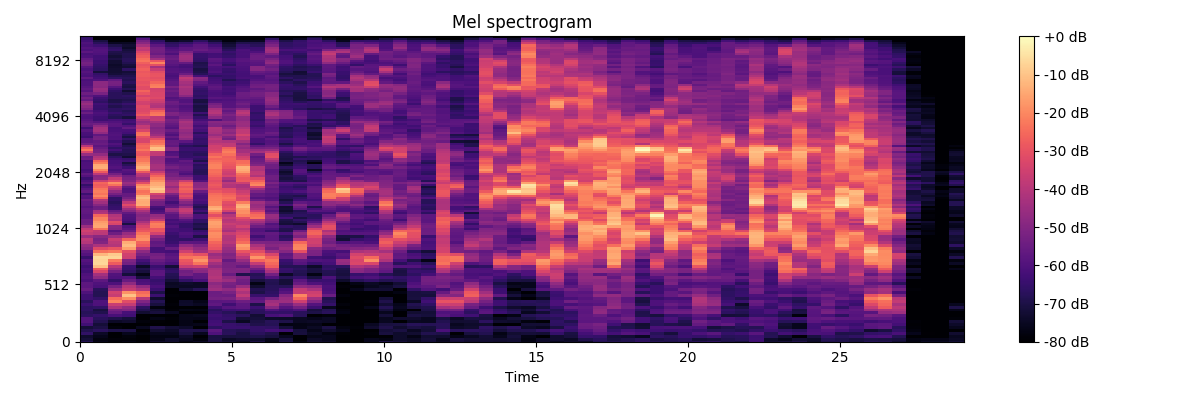 Mel spectrogram
8192
4096
2048
1024
512
0
Hz
0 5 10 15 20 25
Time
+0 dB
-10 dB
-20 dB
-30 dB
-40 dB
-50 dB
-60 dB
-70 dB
-80 dB